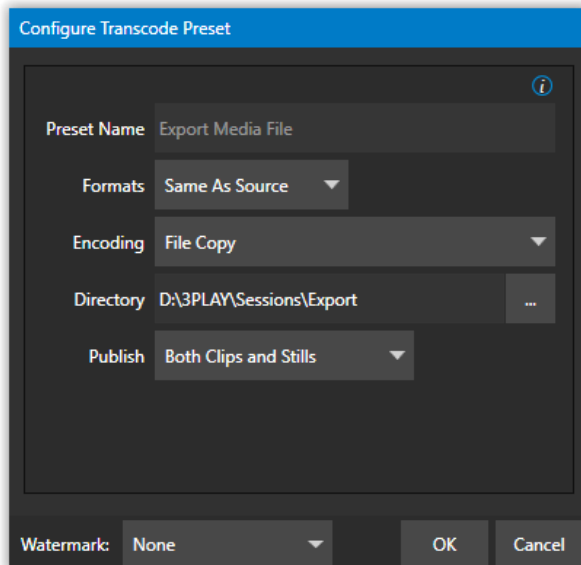 Configure Transcode Preset
i
Preset Name Export Media File
Formats Same As Source
Encoding File Copy
Directory D:\3PLAY\Sessions\Export ...
Publish Both Clips and Stills
Watermark: None OK Cancel